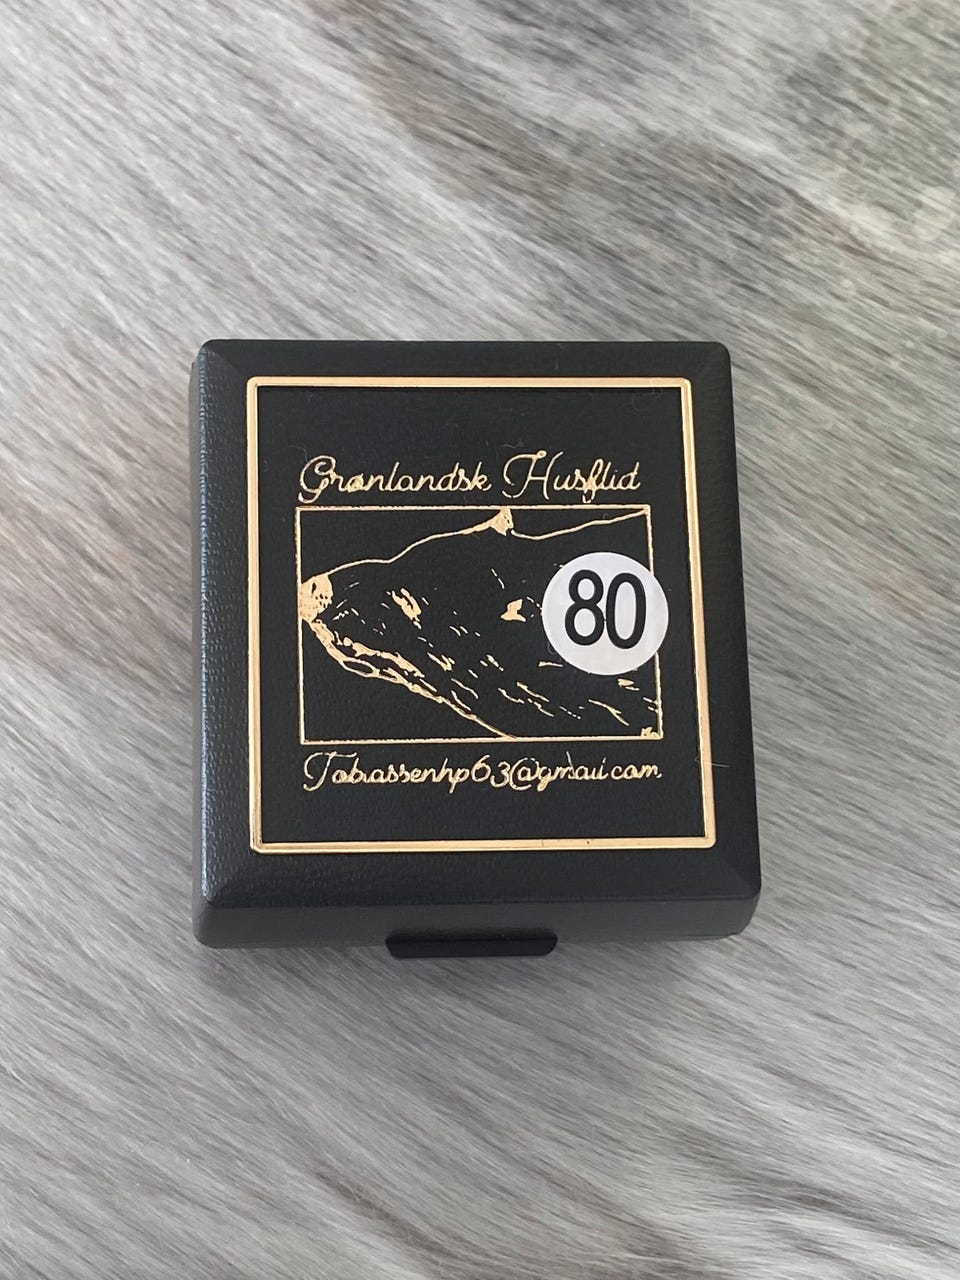 Grønlandsk Husflid
80
Tobiassenhp63@gmail.com